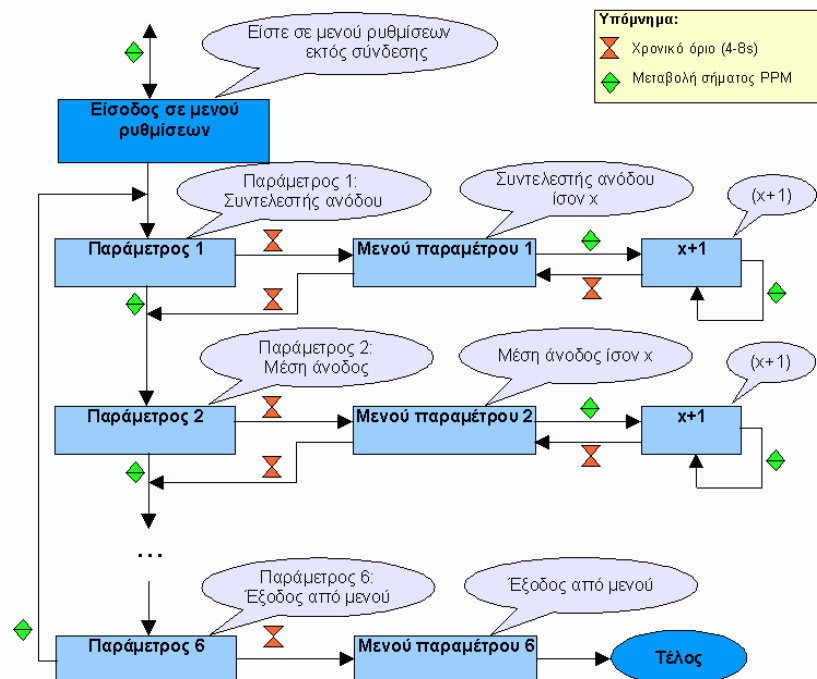 Είστε σε μενού ρυθμίσεων
εκτός σύνδεσης
Υπόμνημα:
Χρονικό όριο (4-8s)
Μεταβολή σήματος PPM
Είσοδος σε μενού
ρυθμίσεων
Παράμετρος 1:
Συντελεστής ανόδου
Συντελεστής ανόδου
ίσον x
(x+1)
Παράμετρος 1
Μενού παραμέτρου 1
x+1
Παράμετρος 2:
Μέση άνοδος
Μέση άνοδος ίσον x
(x+1)
Παράμετρος 2
Μενού παραμέτρου 2
x+1
...
Παράμετρος 6:
Έξοδος από μενού
Έξοδος από μενού
Παράμετρος 6
Μενού παραμέτρου 6
Τέλος